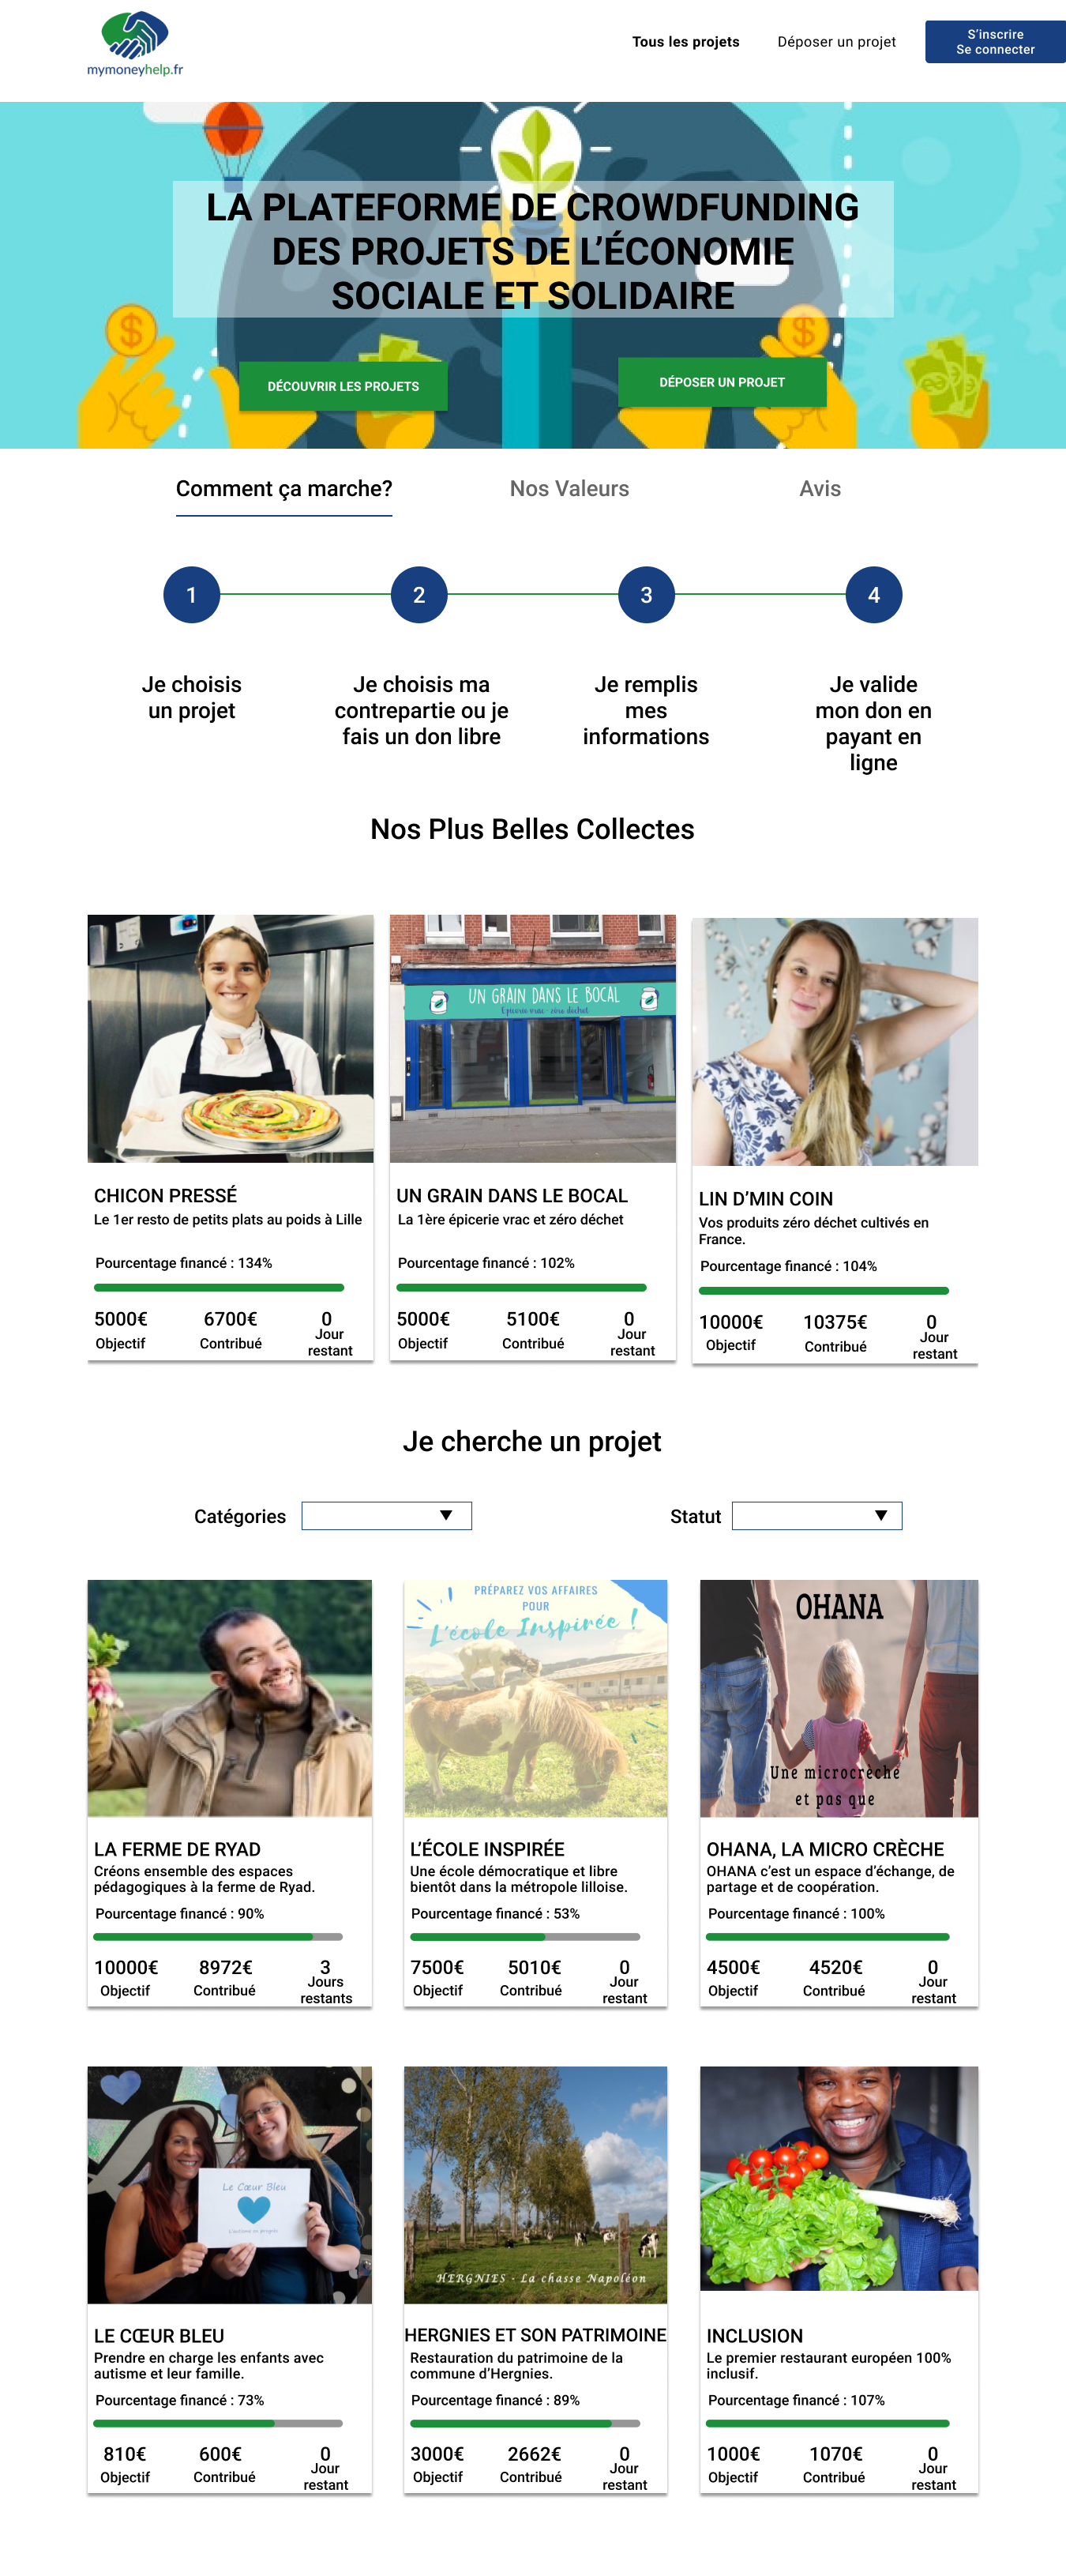 mymoneyhelp.fr
Tous les projets
Déposer un projet
S'inscrire
Se connecter
LA PLATEFORME DE CROWDFUNDING
DES PROJETS DE L'ÉCONOMIE
SOCIALE ET SOLIDAIRE
DÉCOUVRIR LES PROJETS
DÉPOSER UN PROJET
Comment ça marche?
Nos Valeurs
Avis
1
2
3
4
Je choisis
un projet
Je choisis ma
contrepartie ou je
fais un don libre
Je remplis
mes
informations
Je valide
mon don en
payant en
ligne
Nos Plus Belles Collectes
CHICON PRESSÉ
Le 1er resto de petits plats au poids à Lille
Pourcentage financé : 134%
5000€
6700€
0
Objectif
Contribué
Jour
restant
UN GRAIN DANS LE BOCAL
Epicerie vrac - zéro déchet
UN GRAIN DANS LE BOCAL
La 1ère épicerie vrac et zéro déchet
Pourcentage financé : 102%
5000€
5100€
0
Objectif
Contribué
Jour
restant
LIN D'MIN COIN
Vos produits zéro déchet cultivés en
France.
Pourcentage financé : 104%
10000€
10375€
0
Objectif
Contribué
Jour
restant
Je cherche un projet
Catégories
Statut
LA FERME DE RYAD
Créons ensemble des espaces
pédagogiques à la ferme de Ryad.
Pourcentage financé : 90%
10000€
8972€
3
Objectif
Contribué
Jours
restants
PRÉPAREZ VOS AFFAIRES
POUR
L'école Inspirée !
L'ÉCOLE INSPIRÉE
Une école démocratique et libre
bientôt dans la métropole lilloise.
Pourcentage financé : 53%
7500€
5010€
0
Objectif
Contribué
Jour
restant
OHANA
Une microcrèche
et pas que
OHANA, LA MICRO CRÈCHE
OHANA c'est un espace d'échange, de
partage et de coopération.
Pourcentage financé : 100%
4500€
4520€
0
Objectif
Contribué
Jour
restant
Le Cœur Bleu
L'autisme en progrès
LE CŒUR BLEU
Prendre en charge les enfants avec
autisme et leur famille.
Pourcentage financé : 73%
810€
600€
0
Objectif
Contribué
Jour
restant
HERGNIES - La chasse Napoléon
HERGNIES ET SON PATRIMOINE
Restauration du patrimoine de la
commune d'Hergnies.
Pourcentage financé : 89%
3000€
2662€
0
Objectif
Contribué
Jour
restant
INCLUSION
Le premier restaurant européen 100%
inclusif.
Pourcentage financé : 107%
1000€
1070€
0
Objectif
Contribué
Jour
restant